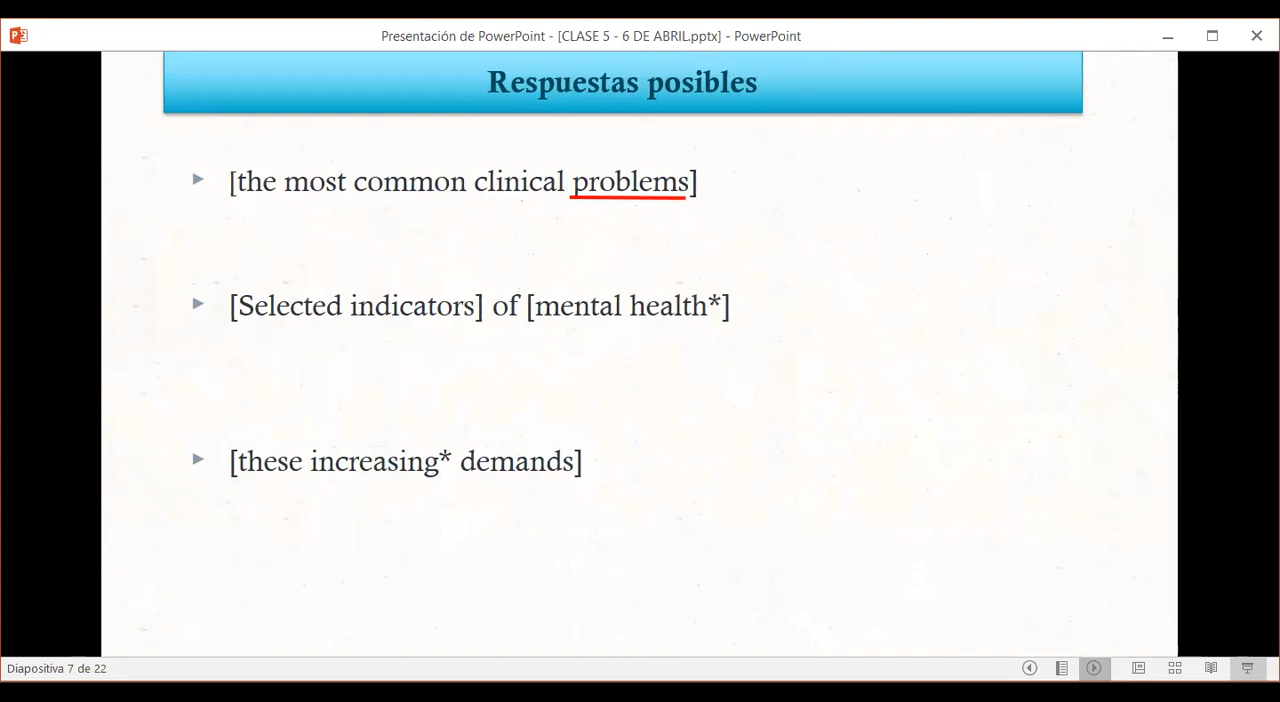 Presentación de PowerPoint - [CLASE 5 - 6 DE ABRIL.pptx] - PowerPoint
Respuestas posibles
[the most common clinical problems]
[Selected indicators] of [mental health*]
[these increasing* demands]
Diapositiva 7 de 22